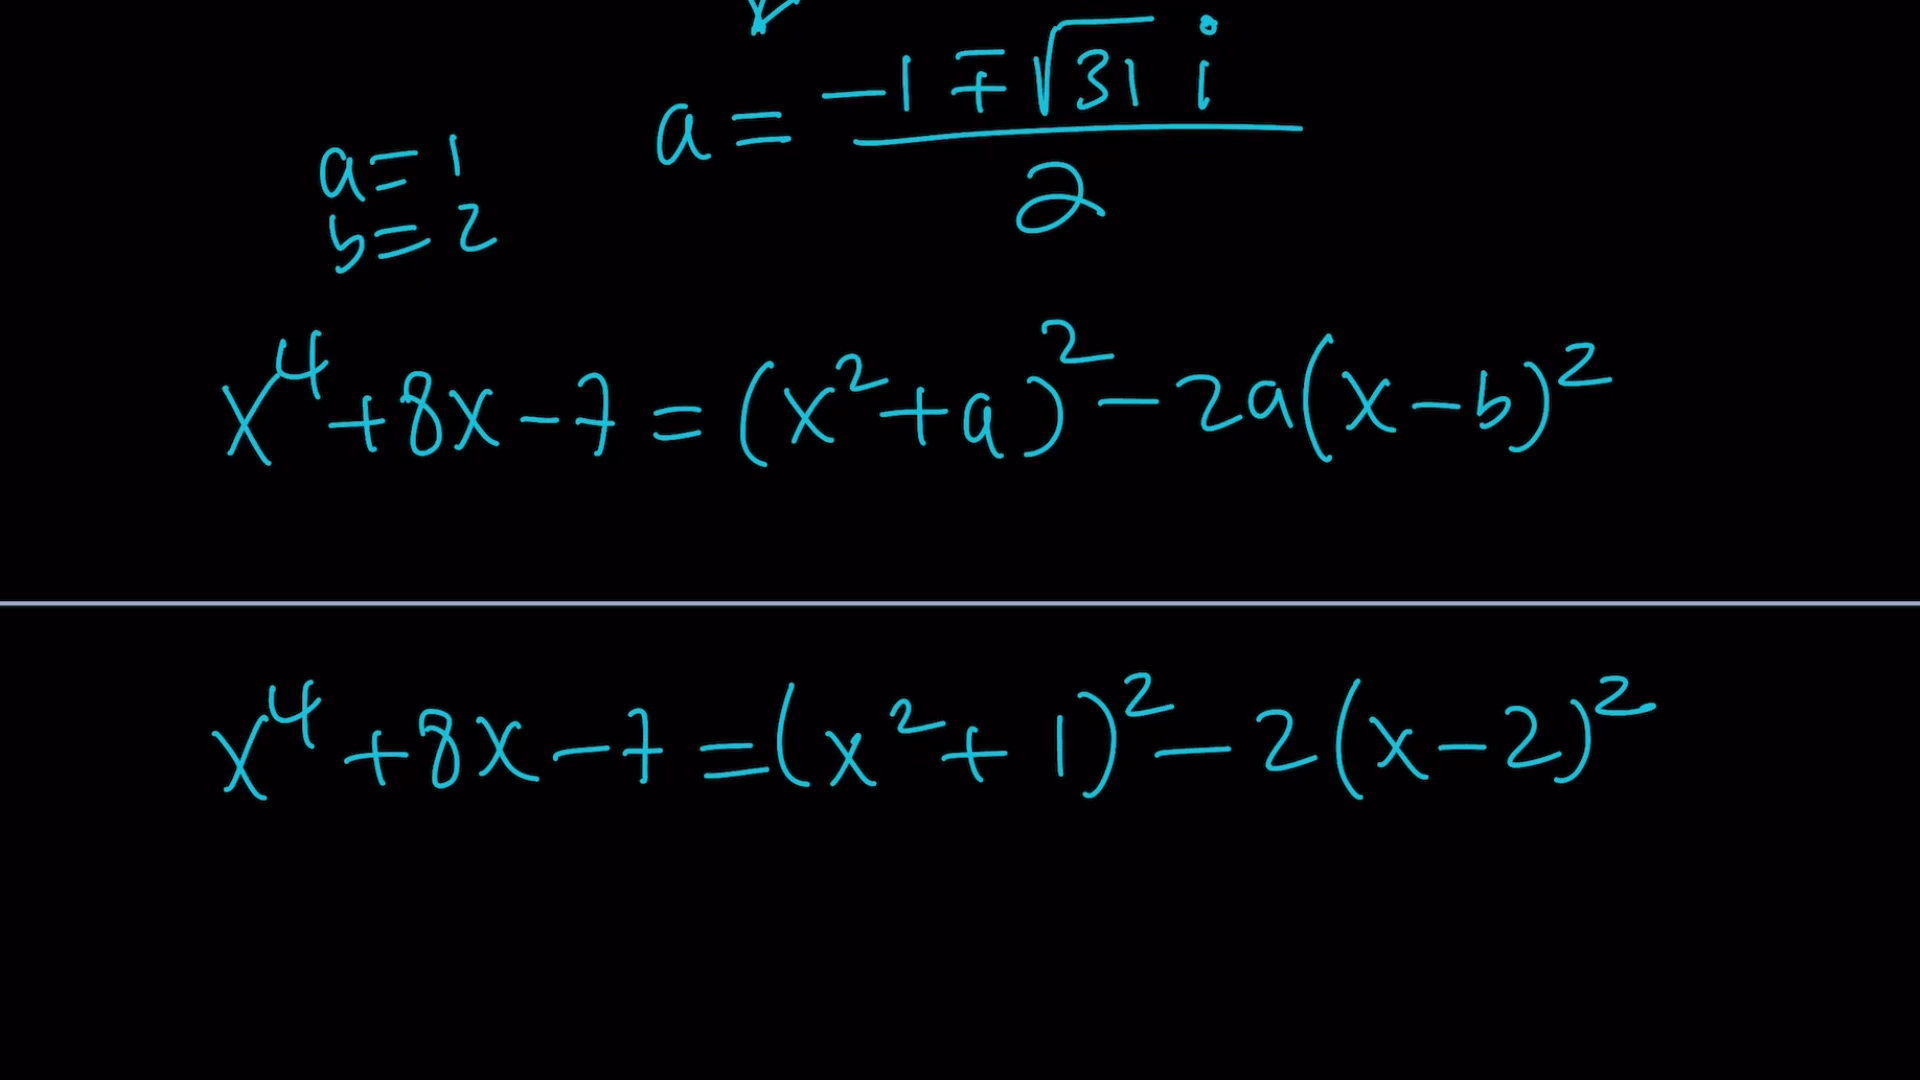 a = (-1 ∓ √31 i)/2
a = 1
b = 2
x⁴ + 8x - 7 = (x² + a)² - 2a(x - b)²
x⁴ + 8x - 7 = (x² + 1)² - 2(x - 2)²